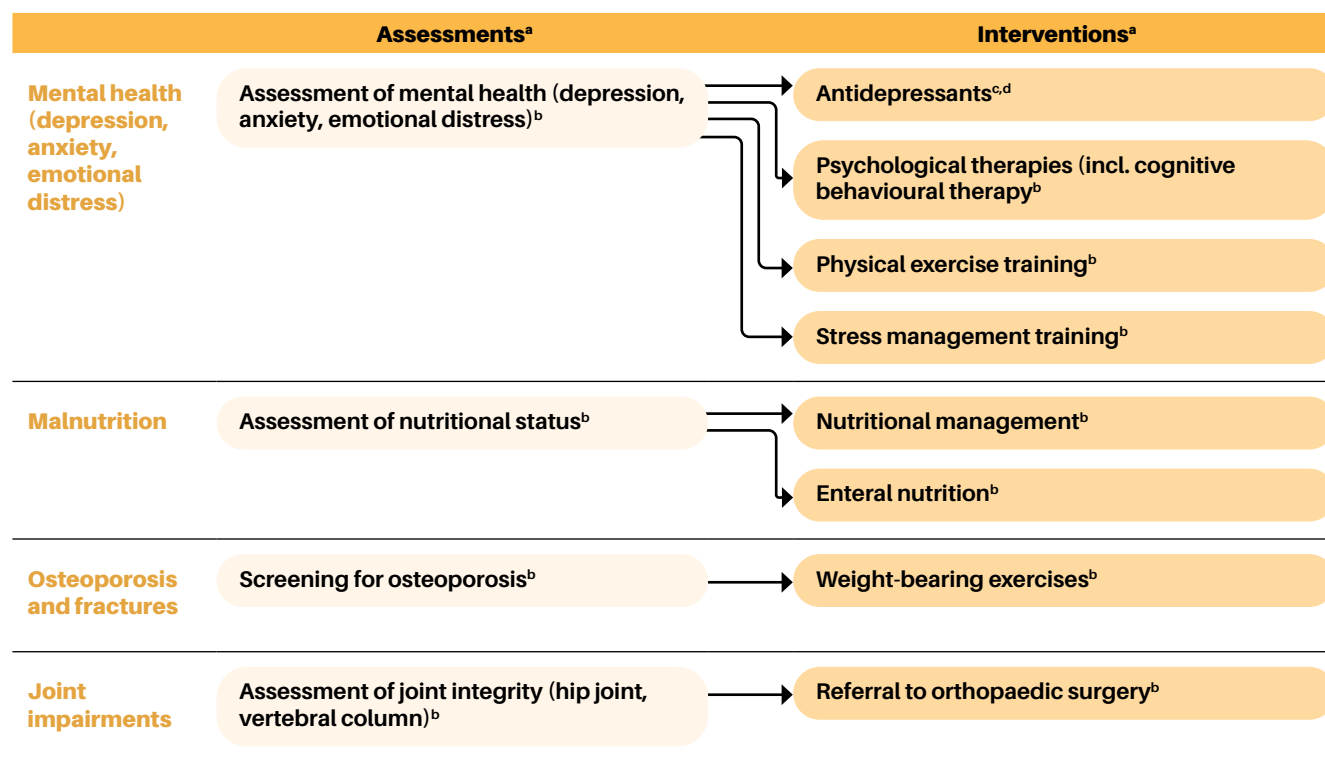 Assessmentsᵃ
Interventionsᵃ
Mental health
(depression,
anxiety,
emotional
distress)
Assessment of mental health (depression,
anxiety, emotional distress)ᵇ
Antidepressantsᶜ,ᵈ
Psychological therapies (incl. cognitive
behavioural therapyᵇ
Physical exercise trainingᵇ
Stress management trainingᵇ
Malnutrition
Assessment of nutritional statusᵇ
Nutritional managementᵇ
Enteral nutritionᵇ
Osteoporosis
and fractures
Screening for osteoporosisᵇ
Weight-bearing exercisesᵇ
Joint
impairments
Assessment of joint integrity (hip joint,
vertebral column)ᵇ
Referral to orthopaedic surgeryᵇ